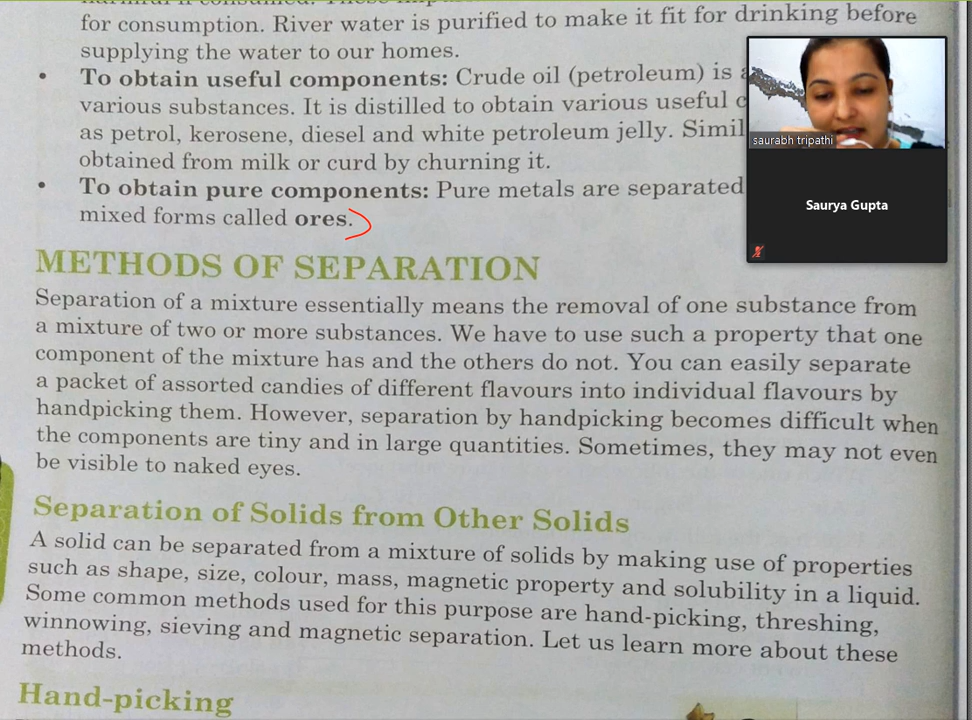 for consumption. River water is purified to make it fit for drinking before
supplying the water to our homes.
• To obtain useful components: Crude oil (petroleum) is
various substances. It is distilled to obtain various useful
as petrol, kerosene, diesel and white petroleum jelly.
obtained from milk or curd by churning it.
• To obtain pure components: Pure metals are separated
mixed forms called ores.
saurabh tripathi
Saurya Gupta
METHODS OF SEPARATION
Separation of a mixture essentially means the removal of one substance from
a mixture of two or more substances. We have to use such a property that one
component of the mixture has and the others do not. You can easily separate
a packet of assorted candies of different flavours into individual flavours by
handpicking them. However, separation by handpicking becomes difficult when
the components are tiny and in large quantities. Sometimes, they may not even
be visible to naked eyes.
Separation of Solids from Other Solids
A solid can be separated from a mixture of solids by making use of properties
such as shape, size, colour, mass, magnetic property and solubility in a liquid.
Some common methods used for this purpose are hand-picking, threshing,
winnowing, sieving and magnetic separation. Let us learn more about these
methods.
Hand-picking